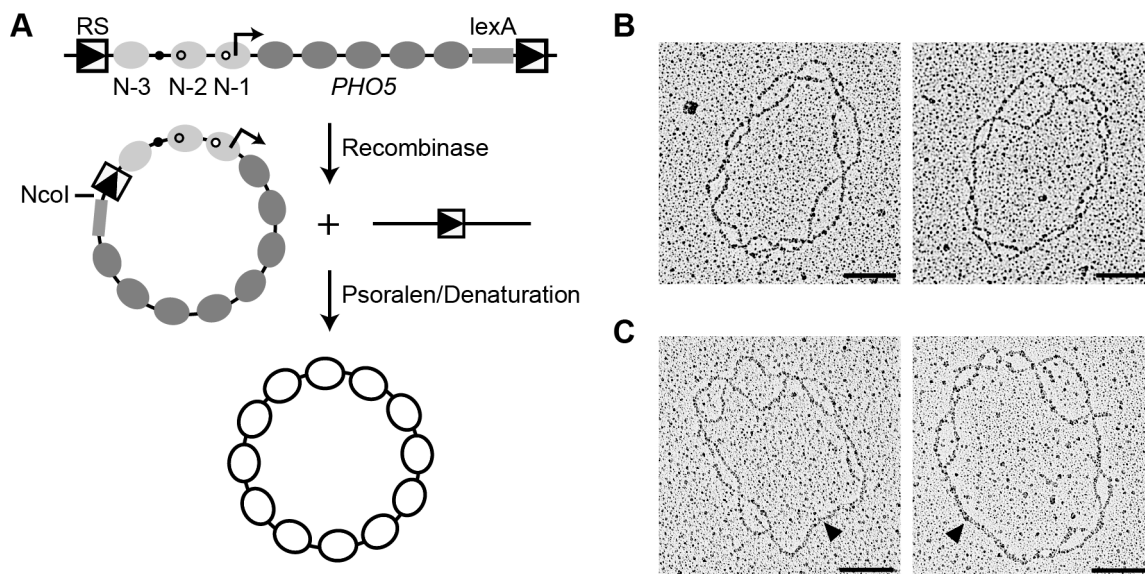 A
RS
lexA
N-3
N-2
N-1
PHO5
Recombinase
NcoI
+
Psoralen/Denaturation
B
C